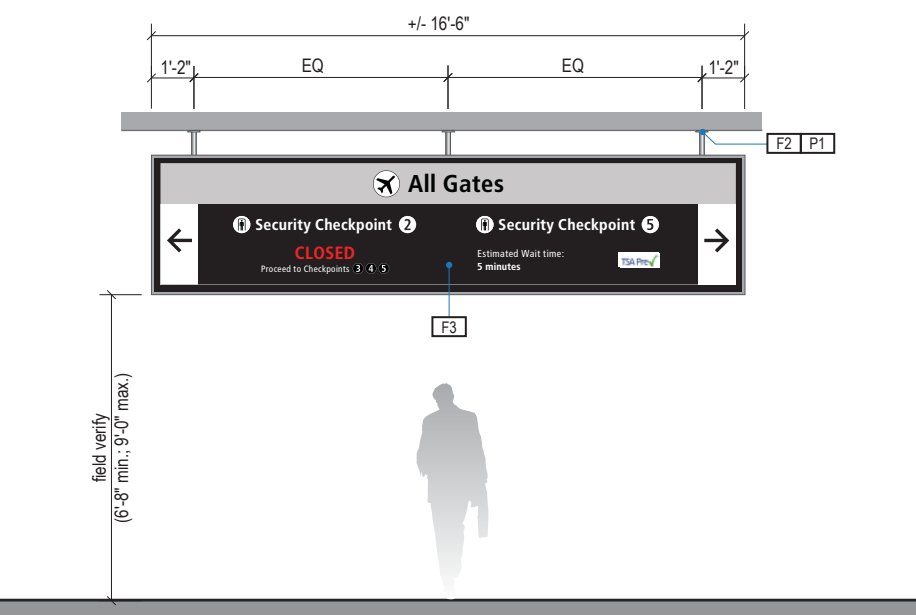 +/- 16'-6"
1'-2" EQ EQ 1'-2"
F2 P1
All Gates
Security Checkpoint 2
CLOSED
Proceed to Checkpoints 3 4 5
Security Checkpoint 5
Estimated Wait time:
5 minutes
TSA Pre✓
F3
field verify
(6'-8" min.; 9'-0" max.)